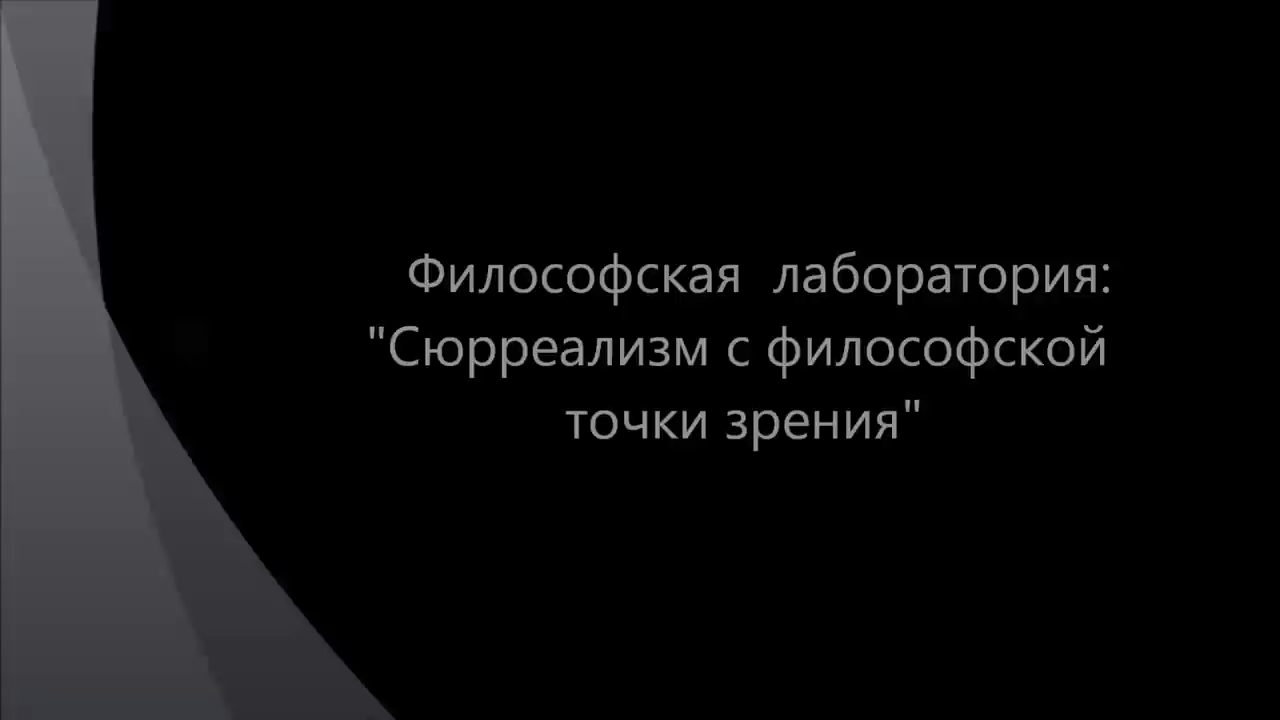 Философская лаборатория:
"Сюрреализм с философской
точки зрения"